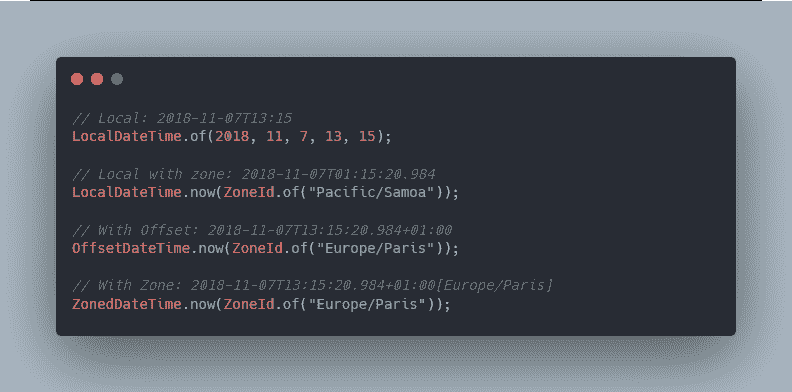 // Local: 2018-11-07T13:15
LocalDateTime.of(2018, 11, 7, 13, 15);
// Local with zone: 2018-11-07T01:15:20.984
LocalDateTime.now(ZoneId.of("Pacific/Samoa"));
// With Offset: 2018-11-07T13:15:20.984+01:00
OffsetDateTime.now(ZoneId.of("Europe/Paris"));
// With Zone: 2018-11-07T13:15:20.984+01:00[Europe/Paris]
ZonedDateTime.now(ZoneId.of("Europe/Paris"));